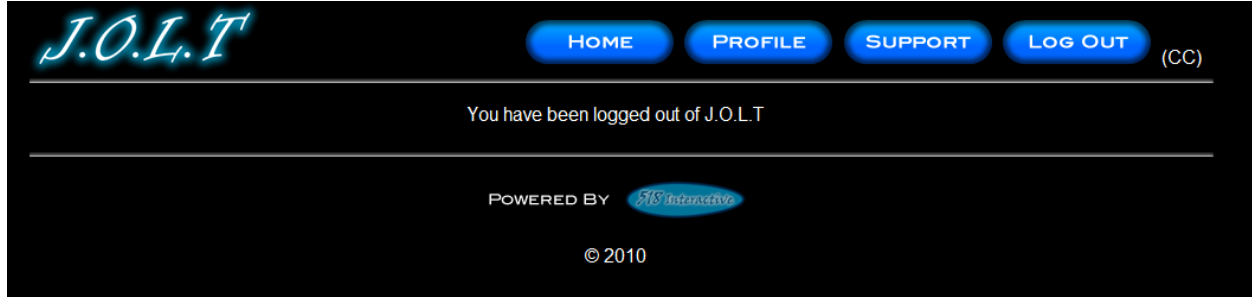 J.O.L.T
Home Profile Support Log Out (CC)
You have been logged out of J.O.L.T
Powered By 518 Interactive
© 2010